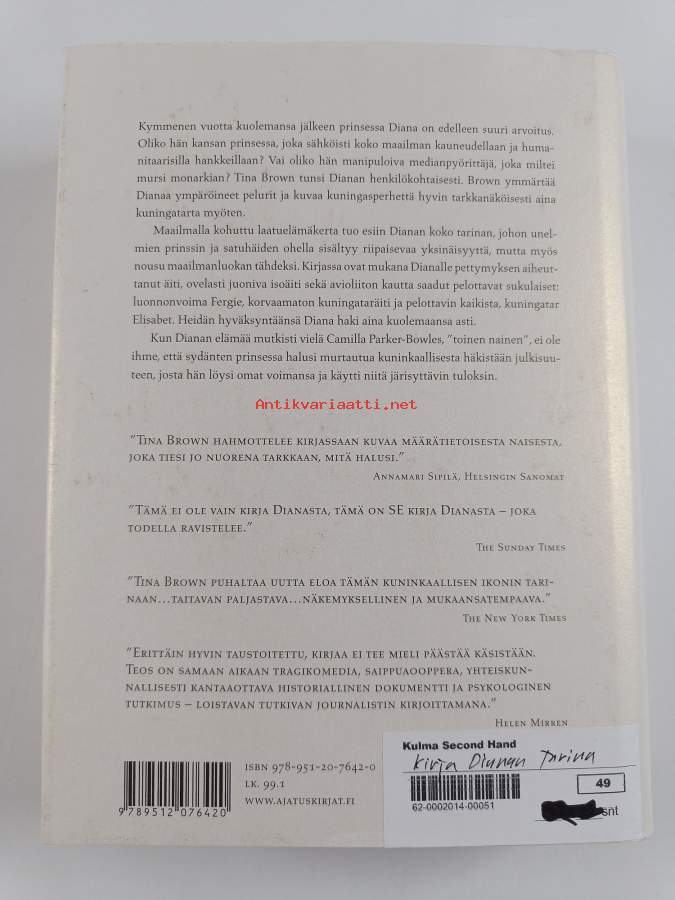 Kymmenen vuotta kuolemansa jälkeen prinsessa Diana on edelleen suuri arvoitus.
Oliko hän kansan prinsessa, joka sähköisti koko maailman kauneudellaan ja huma-
nitaarisilla hankkeillaan? Vai oliko hän manipuloiva medianpyörittäjä, joka miltei
mursi monarkian? Tina Brown tunsi Dianan henkilökohtaisesti. Brown ymmärtää
Dianaa ympäröineet pelurit ja kuvaa kuningasperhettä hyvin tarkkanäköisesti aina
kuningatarta myöten.
Maailmalla kohuttu laatuelämäkerta tuo esiin Dianan koko tarinan, johon unel-
mien prinssin ja satuhäiden ohella sisältyy riipaisevaa yksinäisyyttä, mutta myös
nousu maailmanluokan tähdeksi. Kirjassa ovat mukana Dianalle pettymyksen aiheut-
tanut äiti, ovelasti juoniva isoäiti sekä avioliiton kautta saadut pelottavat sukulaiset:
luonnonvoima Fergie, korvaamaton kuningataräiti ja pelottavin kaikista, kuningatar
Elisabet. Heidän hyväksyntäänsä Diana haki aina kuolemaansa asti.
Kun Dianan elämää mutkisti vielä Camilla Parker-Bowles, "toinen nainen", ei ole
ihme, että sydänten prinsessa halusi murtautua kuninkaallisesta häkistään julkisuu-
teen, josta hän löysi omat voimansa ja käytti niitä järisyttävin tuloksin.
Antikvariaatti.net
"Tina Brown hahmottelee kirjassaan kuvaa määrätietoisesta naisesta,
joka tiesi jo nuorena tarkkaan, mitä halusi."
Annamari Sipilä, Helsingin Sanomat
"Tämä ei ole vain kirja Dianasta, tämä on SE kirja Dianasta – joka
todella ravistelee."
The Sunday Times
"Tina Brown puhaltaa uutta eloa tämän kuninkaallisen ikonin tari-
naan...taitavan paljastava...näkemyksellinen ja mukaansatempaava."
The New York Times
"Erittäin hyvin taustoitettu, kirjaa ei tee mieli päästää käsistään.
Teos on samaan aikaan tragikomedia, saippuaooppera, yhteiskun-
nallisesti kantaaottava historiallinen dokumentti ja psykologinen
tutkimus – loistavan tutkivan journalistin kirjoittamana."
Helen Mirren
ISBN 978-951-20-7642-0
LK. 99.1
WWW.AJATUSKIRJAT.FI
9 789512 076420
Kulma Second Hand
Kirja Dianan Tarina
49
62-0002014-00051
snt